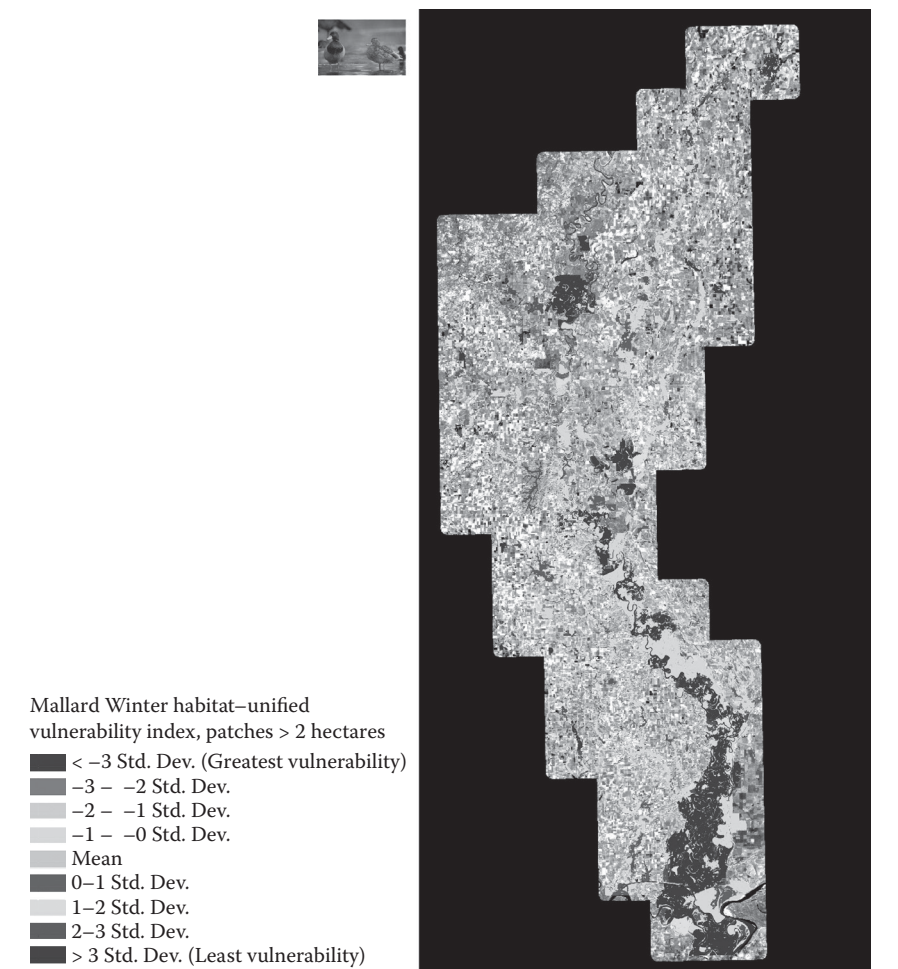 Mallard Winter habitat–unified
vulnerability index, patches > 2 hectares
< –3 Std. Dev. (Greatest vulnerability)
–3 – –2 Std. Dev.
–2 – –1 Std. Dev.
–1 – –0 Std. Dev.
Mean
0–1 Std. Dev.
1–2 Std. Dev.
2–3 Std. Dev.
> 3 Std. Dev. (Least vulnerability)